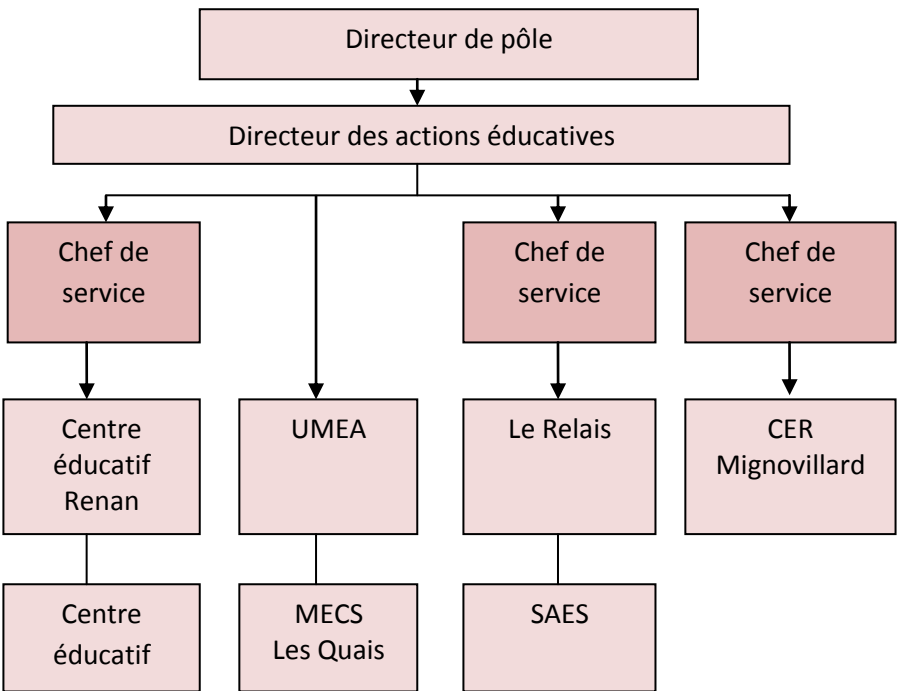 Directeur de pôle
Directeur des actions éducatives
Chef de
service
Chef de
service
Chef de
service
Centre
éducatif
Renan
UMEA
Le Relais
CER
Mignovillard
Centre
éducatif
MECS
Les Quais
SAES